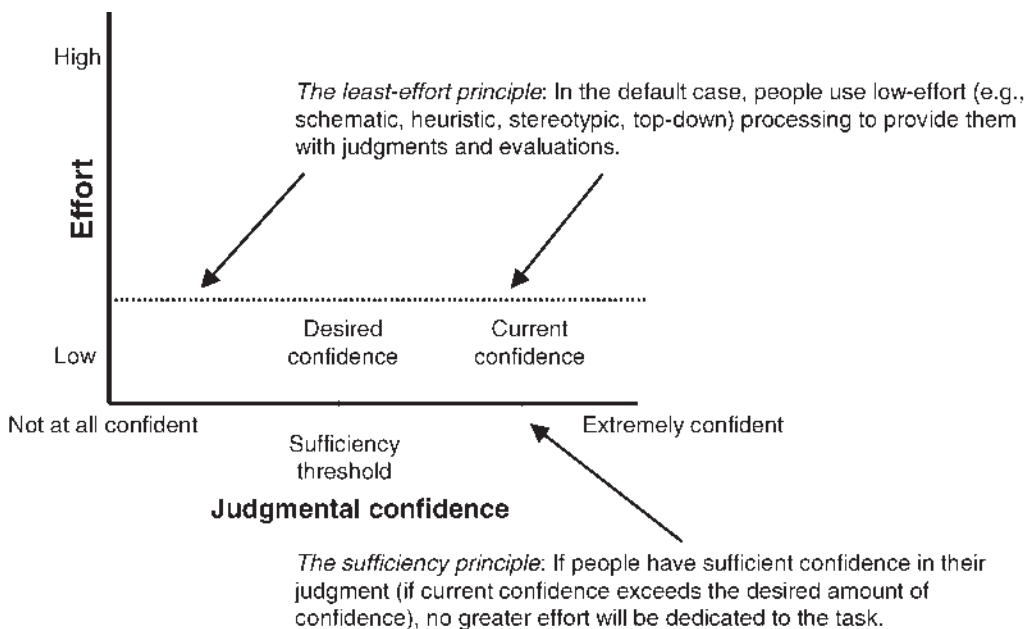 High
The least-effort principle: In the default case, people use low-effort (e.g.,
schematic, heuristic, stereotypic, top-down) processing to provide them
with judgments and evaluations.
Effort
Desired
confidence
Current
confidence
Low
Not at all confident
Extremely confident
Sufficiency
threshold
Judgmental confidence
The sufficiency principle: If people have sufficient confidence in their
judgment (if current confidence exceeds the desired amount of
confidence), no greater effort will be dedicated to the task.